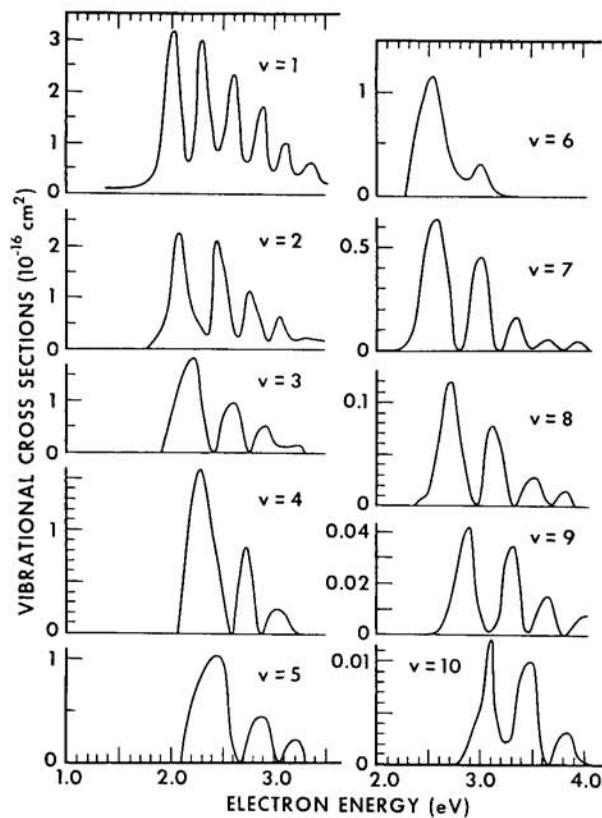 VIBRATIONAL CROSS SECTIONS (10⁻¹⁶ cm²)
3
2
1
0
v = 1
2
1
0
v = 2
1
0
v = 3
1
0
v = 4
1
0
v = 5
1.0
2.0
3.0
1
0
v = 6
0.5
0
v = 7
0.1
0
v = 8
0.04
0.02
0
v = 9
0.01
0
v = 10
2.0
3.0
4.0
ELECTRON ENERGY (eV)